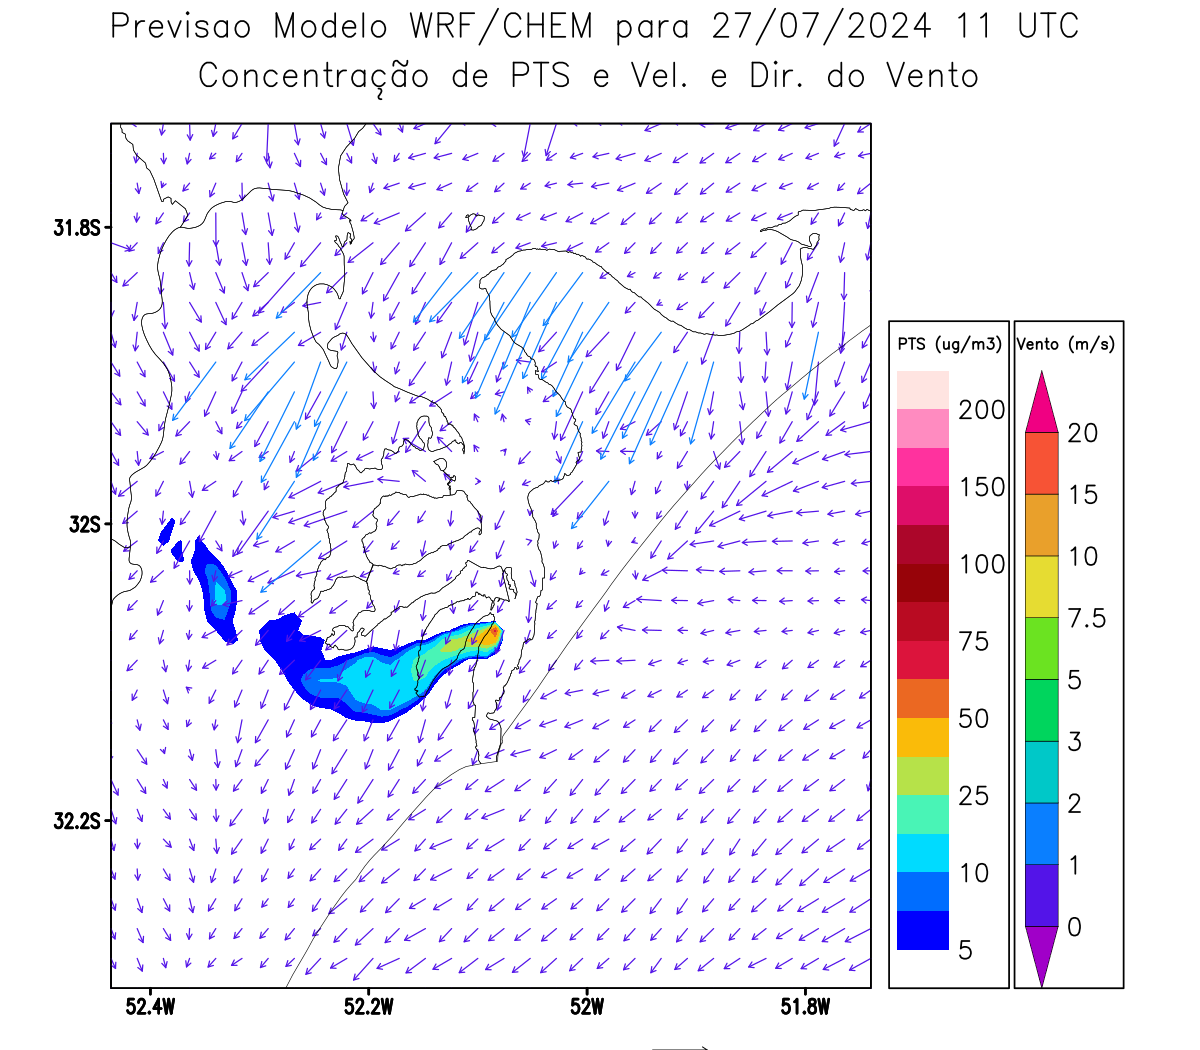 Previsao Modelo WRF/CHEM para 27/07/2024 11 UTC
Concentração de PTS e Vel. e Dir. do Vento
31.8S
32S
32.2S
52.4W
52.2W
52W
51.8W
PTS (ug/m3)
200
150
100
75
50
25
10
5
Vento (m/s)
20
15
10
7.5
5
3
2
1
0